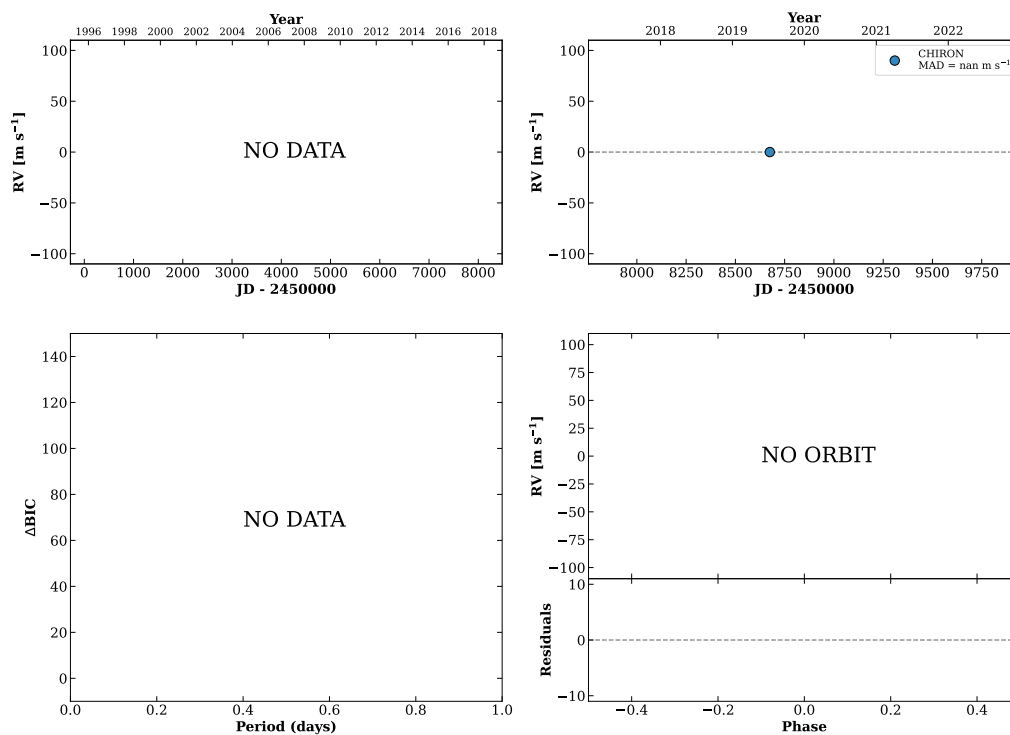 Year
1996 1998 2000 2002 2004 2006 2008 2010 2012 2014 2016 2018
RV [m s⁻¹]
100
50
0
−50
−100
NO DATA
0 1000 2000 3000 4000 5000 6000 7000 8000
JD - 2450000
Year
2018 2019 2020 2021 2022
RV [m s⁻¹]
100
50
0
−50
−100
CHIRON
MAD = nan m s⁻¹
8000 8250 8500 8750 9000 9250 9500 9750
JD - 2450000
ΔBIC
140
120
100
80
60
40
20
0
NO DATA
0.0 0.2 0.4 0.6 0.8 1.0
Period (days)
RV [m s⁻¹]
100
75
50
25
0
−25
−50
−75
−100
NO ORBIT
Residuals
10
0
−10
−0.4 −0.2 0.0 0.2 0.4
Phase